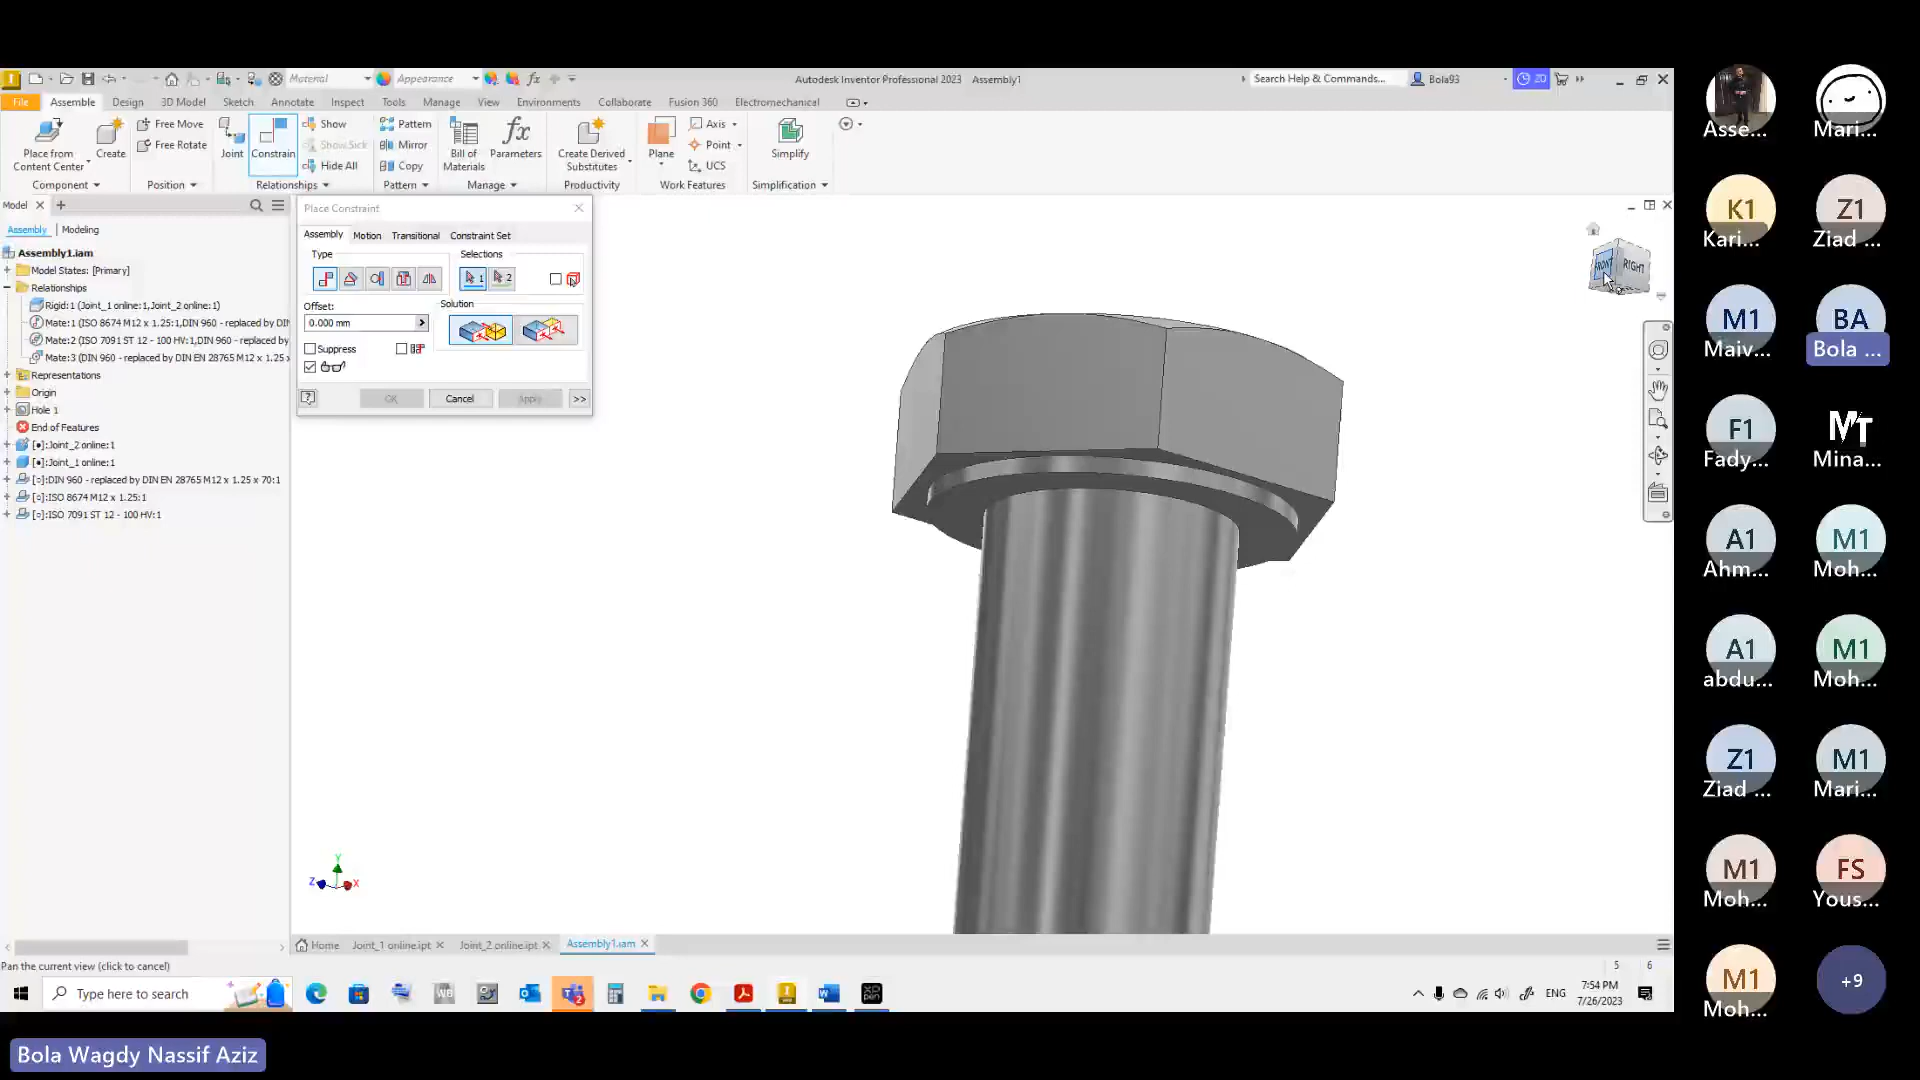 Material
Appearance
Autodesk Inventor Professional 2023 Assembly1
Search Help & Commands...
Bola93
File Assemble Design 3D Model Sketch Annotate Inspect Tools Manage View Environments Collaborate Fusion 360 Electromechanical
Place from Content Center
Create
Free Move
Free Rotate
Joint
Constrain
Show
Show Sick
Hide All
Pattern
Mirror
Copy
Bill of Materials
Parameters
Create Derived Substitutes
Plane
Axis
Point
UCS
Simplify
Component Position Relationships Pattern Manage Productivity Work Features Simplification
Model
Assembly | Modeling
Assembly1.iam
Model States: [Primary]
Relationships
Rigid:1 (Joint_1 online:1,Joint_2 online:1)
Mate:1 (ISO 8674 M12 x 1.25:1,DIN 960 - replaced by DIN
Mate:2 (ISO 7091 ST 12 - 100 HV:1,DIN 960 - replaced by
Mate:3 (DIN 960 - replaced by DIN EN 28765 M12 x 1.25 x
Representations
Origin
Hole 1
End of Features
[●]:Joint_2 online:1
[●]:Joint_1 online:1
[○]:DIN 960 - replaced by DIN EN 28765 M12 x 1.25 x 70:1
[○]:ISO 8674 M12 x 1.25:1
[○]:ISO 7091 ST 12 - 100 HV:1
Place Constraint
Assembly Motion Transitional Constraint Set
Type
Selections
1
2
Offset:
0.000 mm
Solution
Suppress
OK
Cancel
Apply
>>
FRONT
RIGHT
Y
Z
X
Home Joint_1 online.ipt Joint_2 online.ipt Assembly1.iam
Pan the current view (click to cancel)
5 6
Type here to search
ENG
7:54 PM
7/26/2023
Bola Wagdy Nassif Aziz
Asse...
Mari...
K1
Kari...
Z1
Ziad ...
M1
Maiv...
BA
Bola ...
F1
Fady...
MT
Mina...
A1
Ahm...
M1
Moh...
A1
abdu...
M1
Moh...
Z1
Ziad ...
M1
Mari...
M1
Moh...
FS
Yous...
M1
Moh...
+9